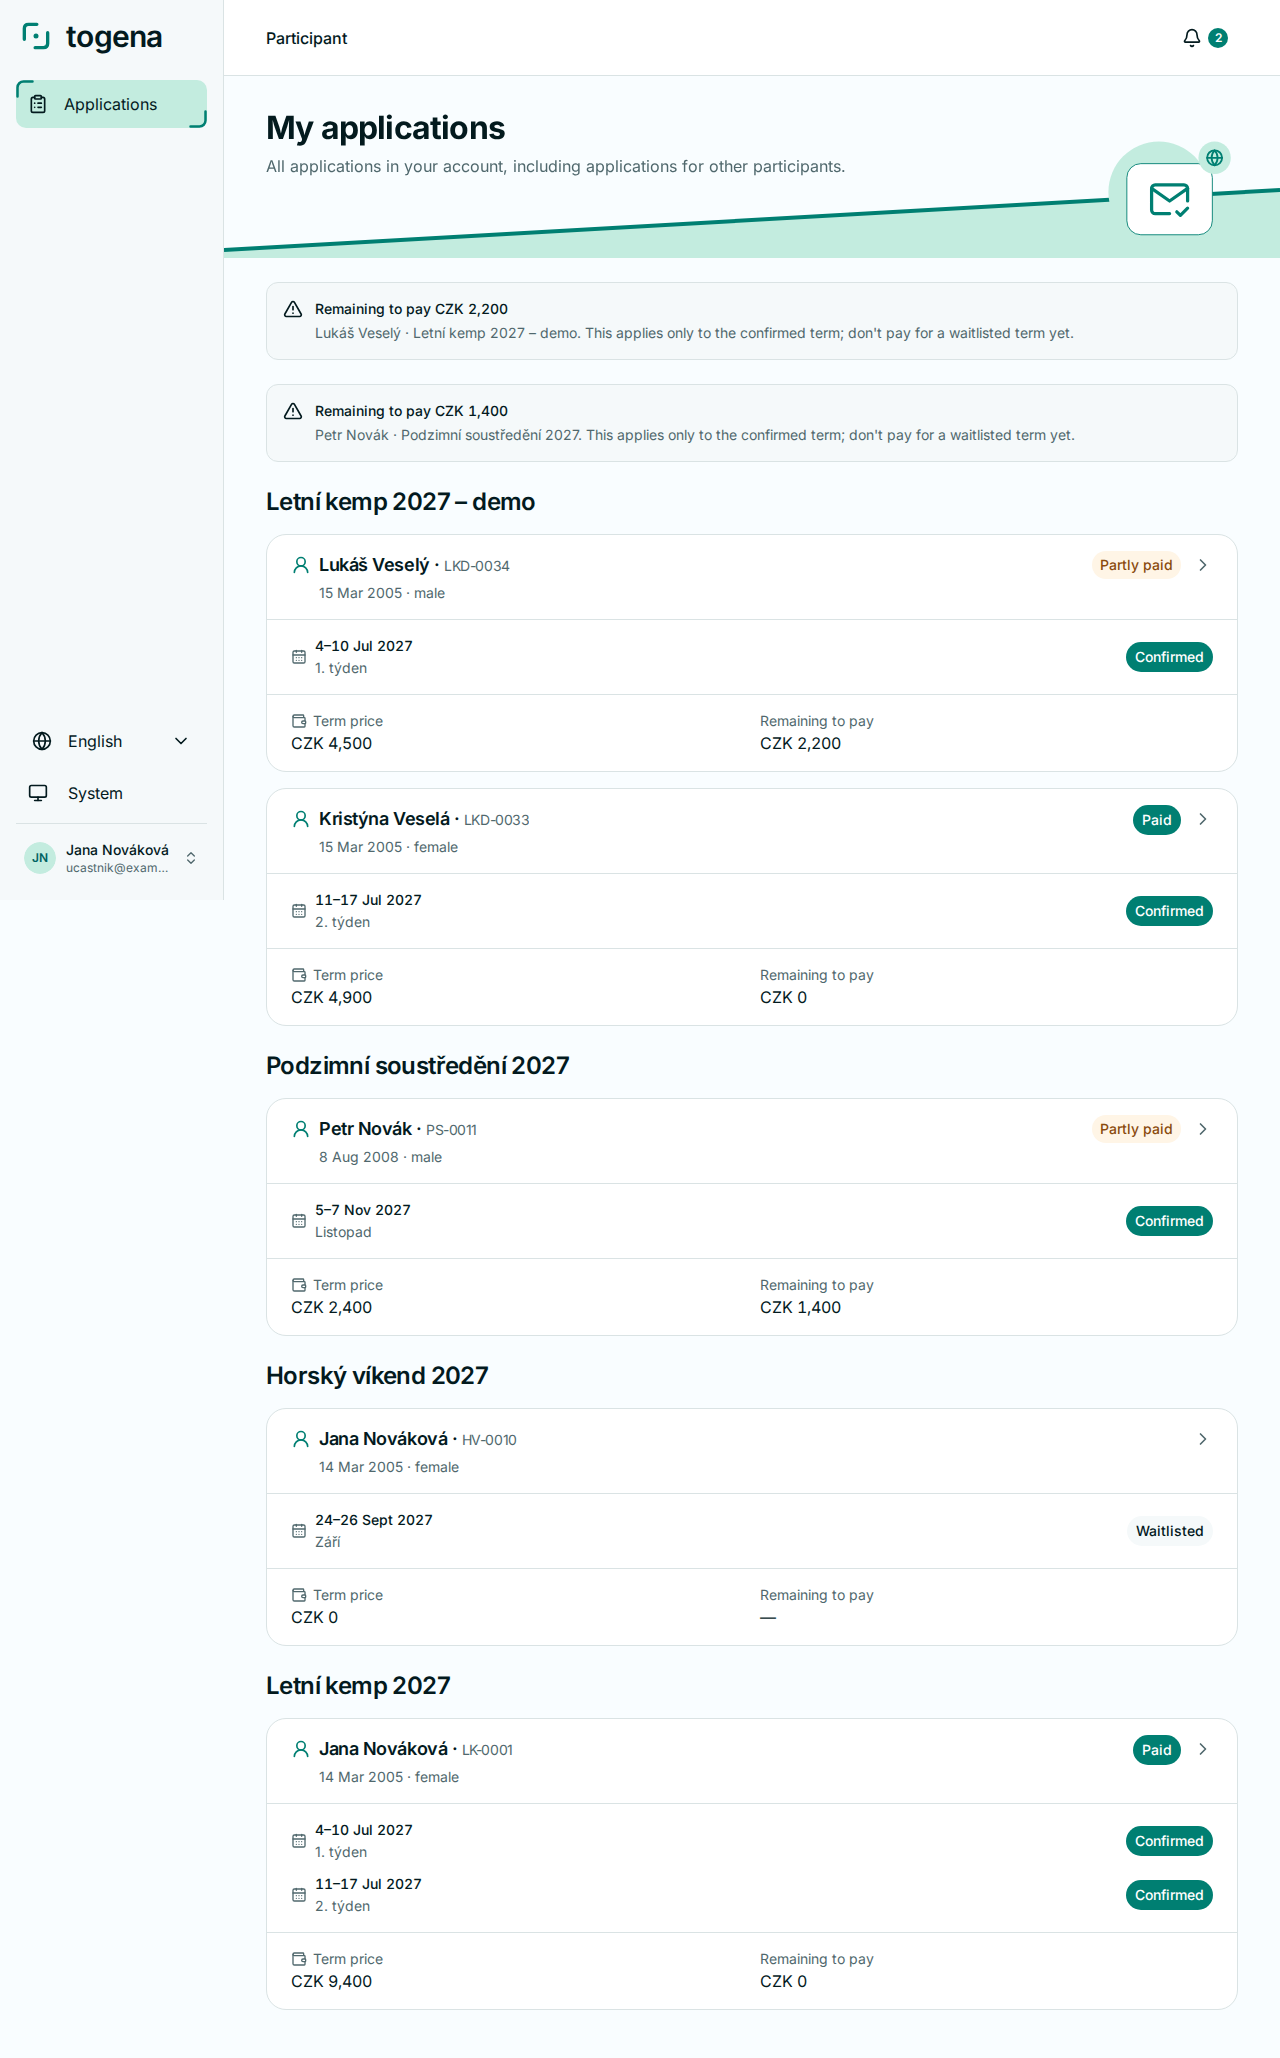 togena
Participant
2
Applications
My applications
All applications in your account, including applications for other participants.
Remaining to pay CZK 2,200
Lukáš Veselý · Letní kemp 2027 – demo. This applies only to the confirmed term; don't pay for a waitlisted term yet.
Remaining to pay CZK 1,400
Petr Novák · Podzimní soustředění 2027. This applies only to the confirmed term; don't pay for a waitlisted term yet.
Letní kemp 2027 – demo
Lukáš Veselý · LKD-0034
Partly paid
15 Mar 2005 · male
4–10 Jul 2027
1. týden
Confirmed
Term price
Remaining to pay
CZK 4,500
CZK 2,200
English
System
JN
Jana Nováková
ucastnik@exam...
Kristýna Veselá · LKD-0033
Paid
15 Mar 2005 · female
11–17 Jul 2027
2. týden
Confirmed
Term price
Remaining to pay
CZK 4,900
CZK 0
Podzimní soustředění 2027
Petr Novák · PS-0011
Partly paid
8 Aug 2008 · male
5–7 Nov 2027
Listopad
Confirmed
Term price
Remaining to pay
CZK 2,400
CZK 1,400
Horský víkend 2027
Jana Nováková · HV-0010
14 Mar 2005 · female
24–26 Sept 2027
Září
Waitlisted
Term price
Remaining to pay
CZK 0
—
Letní kemp 2027
Jana Nováková · LK-0001
Paid
14 Mar 2005 · female
4–10 Jul 2027
1. týden
Confirmed
11–17 Jul 2027
2. týden
Confirmed
Term price
Remaining to pay
CZK 9,400
CZK 0